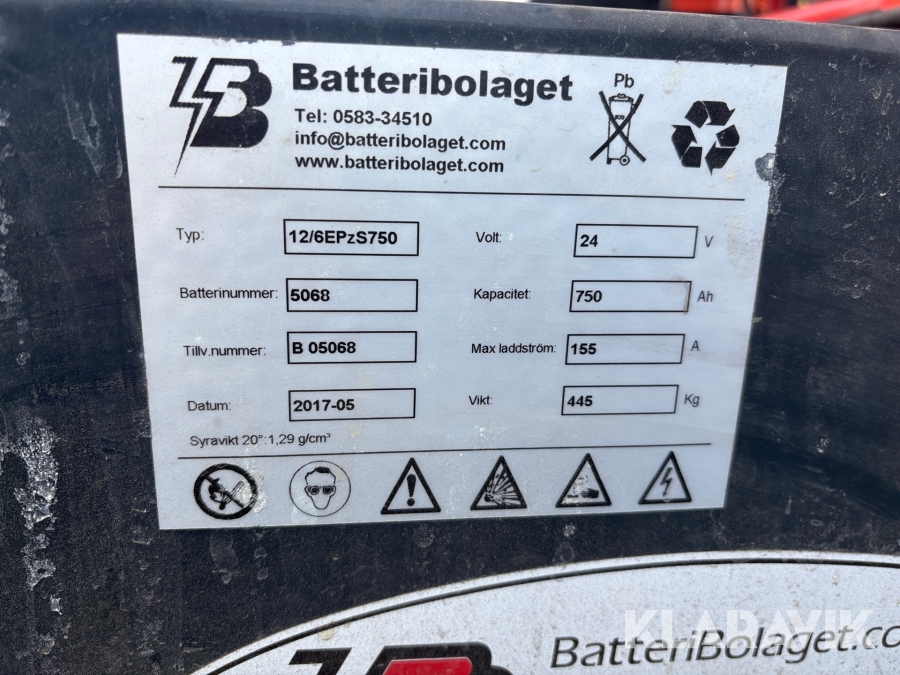 Batteribolaget
Tel: 0583-34510
info@batteribolaget.com
www.batteribolaget.com
Pb
Typ: 12/6EPzS750 Volt: 24 V
Batterinummer: 5068 Kapacitet: 750 Ah
Tillv.nummer: B 05068 Max laddström: 155 A
Datum: 2017-05 Vikt: 445 Kg
Syravikt 20°:1,29 g/cm³
KLARAVIK
BatteriBolaget.co